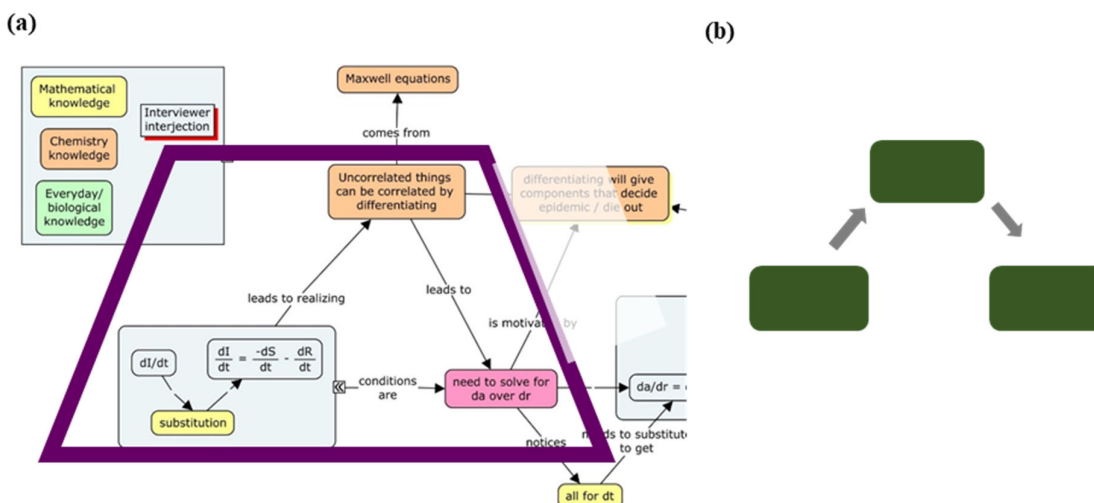 (a)
(b)
Mathematical
knowledge
Chemistry
knowledge
Everyday/
biological
knowledge
Interviewer
interjection
Maxwell equations
comes from
Uncorrelated things
can be correlated by
differentiating
differentiating will give
components that decide
epidemic / die out
leads to realizing
leads to
is motivated by
dI/dt
dI/dt = -dS/dt - dR/dt
substitution
conditions
are
need to solve for
da over dr
da/dr =
notices
needs to substitute
to get
all for dt